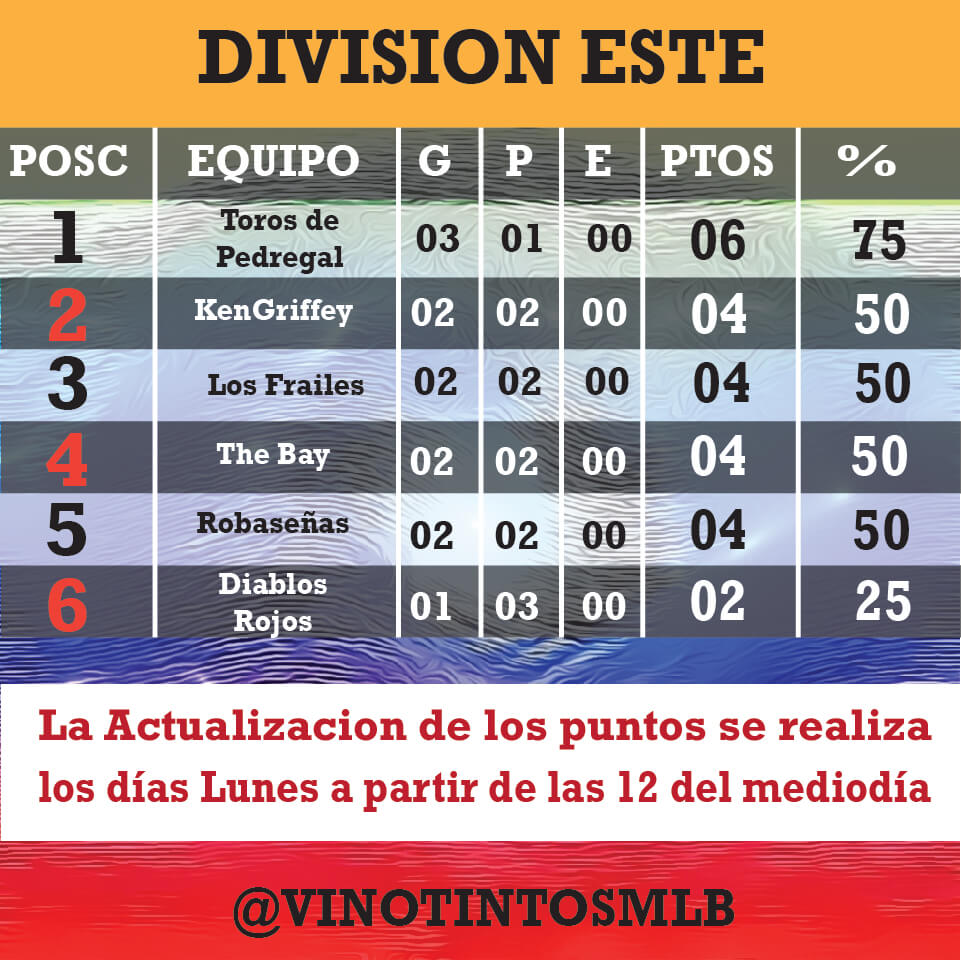 DIVISION ESTE
POSC EQUIPO G P E PTOS %
1 Toros de Pedregal 03 01 00 06 75
2 KenGriffey 02 02 00 04 50
3 Los Frailes 02 02 00 04 50
4 The Bay 02 02 00 04 50
5 Robaseñas 02 02 00 04 50
6 Diablos Rojos 01 03 00 02 25
La Actualizacion de los puntos se realiza
los días Lunes a partir de las 12 del mediodía
@VINOTINTOSMLB